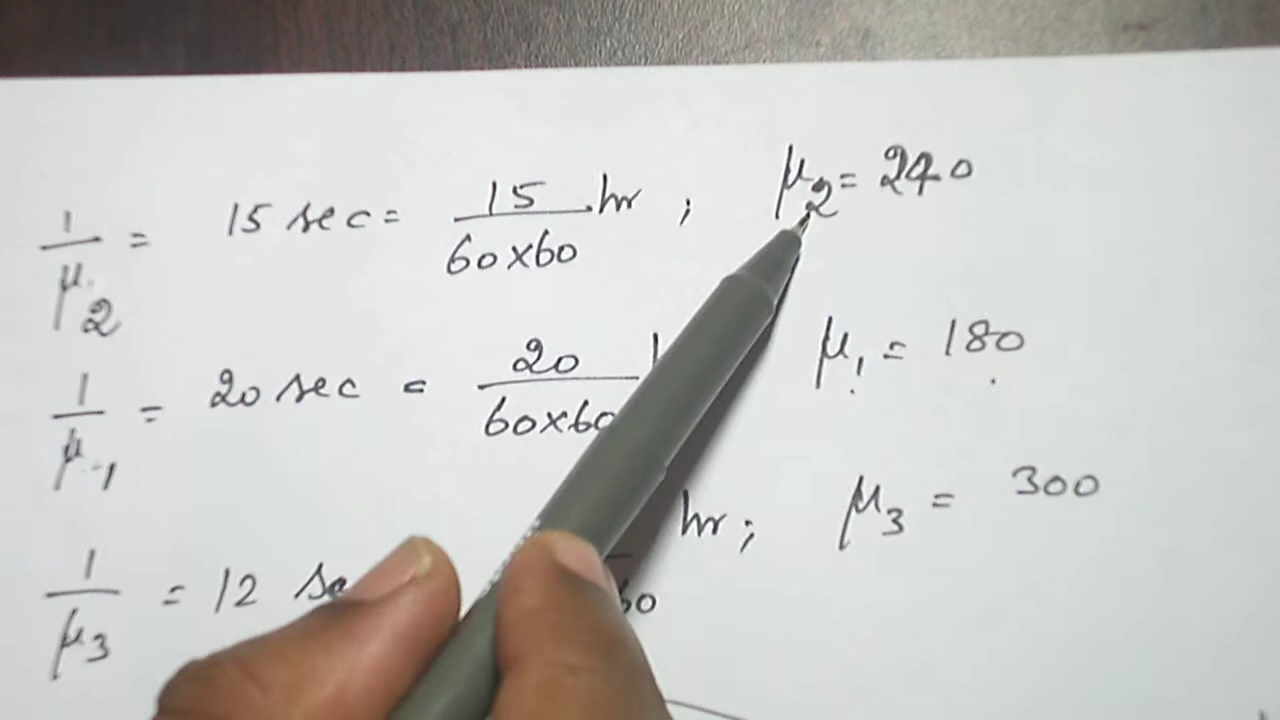 1/μ2 = 15 sec = 15/60×60 hr ; μ2 = 240
1/μ1 = 20 sec = 20/60×60 μ1 = 180
1/μ3 = 12 hr ; μ3 = 300